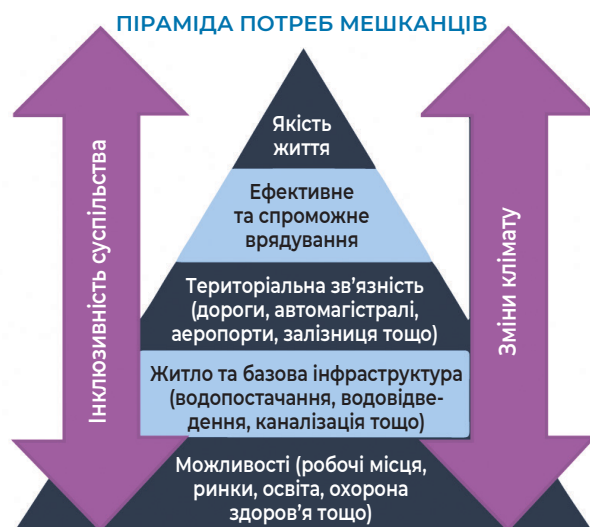 ПІРАМІДА ПОТРЕБ МЕШКАНЦІВ
Якість
життя
Ефективне
та спроможне
врядування
Територіальна зв’язність
(дороги, автомагістралі,
аеропорти, залізниця тощо)
Житло та базова інфраструктура
(водопостачання, водовідве-
дення, каналізація тощо)
Можливості (робочі місця,
ринки, освіта, охорона
здоров’я тощо)
Інклюзивність суспільства
Зміни клімату